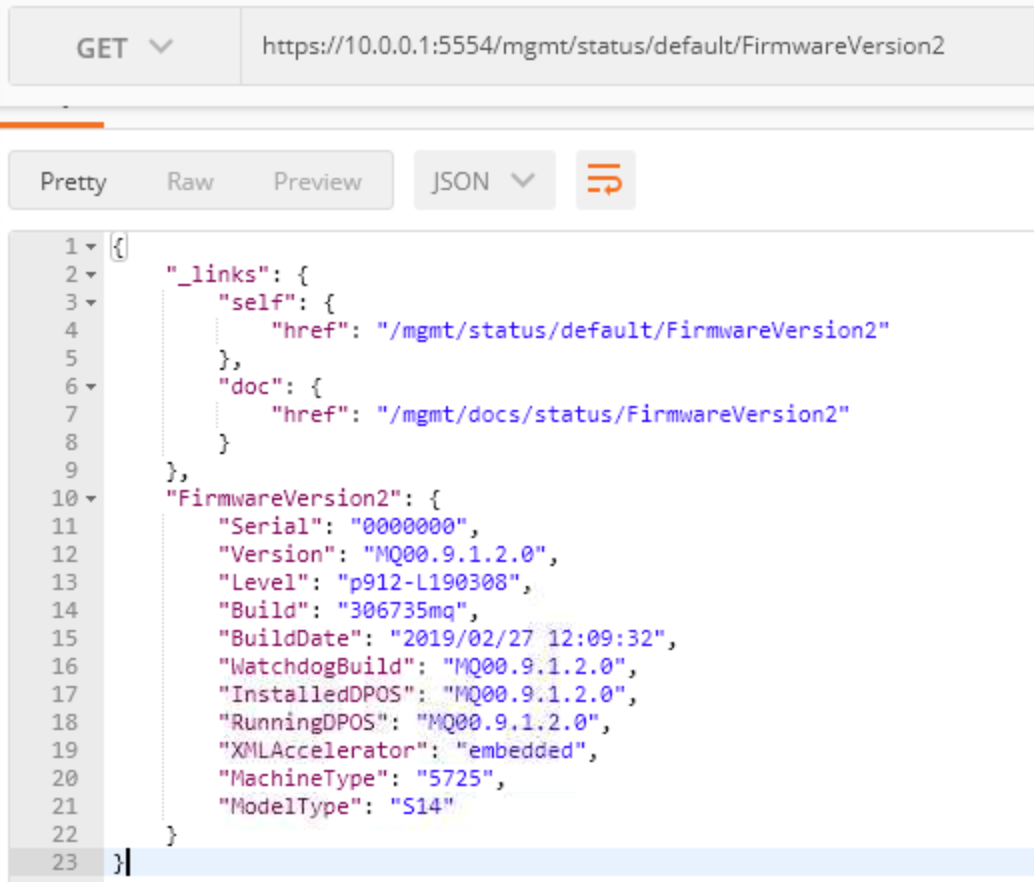 GET https://10.0.0.1:5554/mgmt/status/default/FirmwareVersion2
Pretty Raw Preview JSON
1 {
2 "_links": {
3 "self": {
4 "href": "/mgmt/status/default/FirmwareVersion2"
5 },
6 "doc": {
7 "href": "/mgmt/docs/status/FirmwareVersion2"
8 }
9 },
10 "FirmwareVersion2": {
11 "Serial": "0000000",
12 "Version": "MQ00.9.1.2.0",
13 "Level": "p912-L190308",
14 "Build": "306735mq",
15 "BuildDate": "2019/02/27 12:09:32",
16 "WatchdogBuild": "MQ00.9.1.2.0",
17 "InstalledDPOS": "MQ00.9.1.2.0",
18 "RunningDPOS": "MQ00.9.1.2.0",
19 "XMLAccelerator": "embedded",
20 "MachineType": "5725",
21 "ModelType": "S14"
22 }
23 }